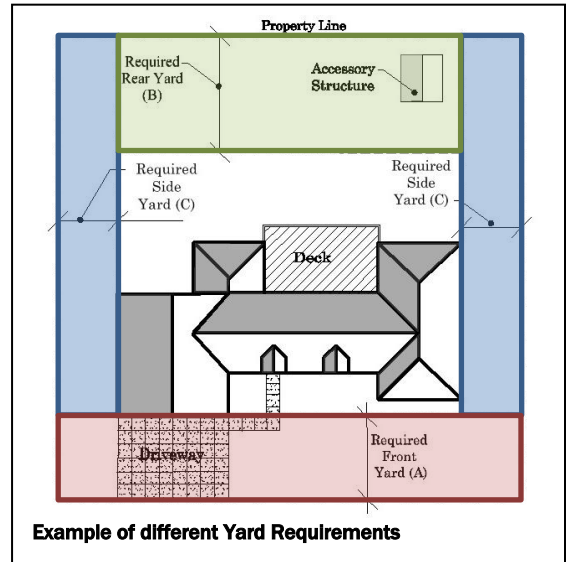 Property Line
Required
Rear Yard
(B)
Accessory
Structure
Required
Side
Yard (C)
Required
Side
Yard (C)
Deck
Driveway
Required
Front
Yard (A)
Example of different Yard Requirements